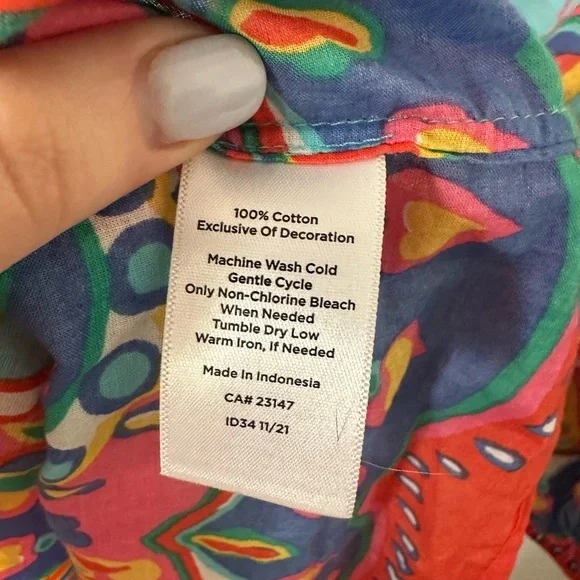 100% Cotton
Exclusive Of Decoration
Machine Wash Cold
Gentle Cycle
Only Non-Chlorine Bleach
When Needed
Tumble Dry Low
Warm Iron, If Needed
Made In Indonesia
CA# 23147
ID34 11/21